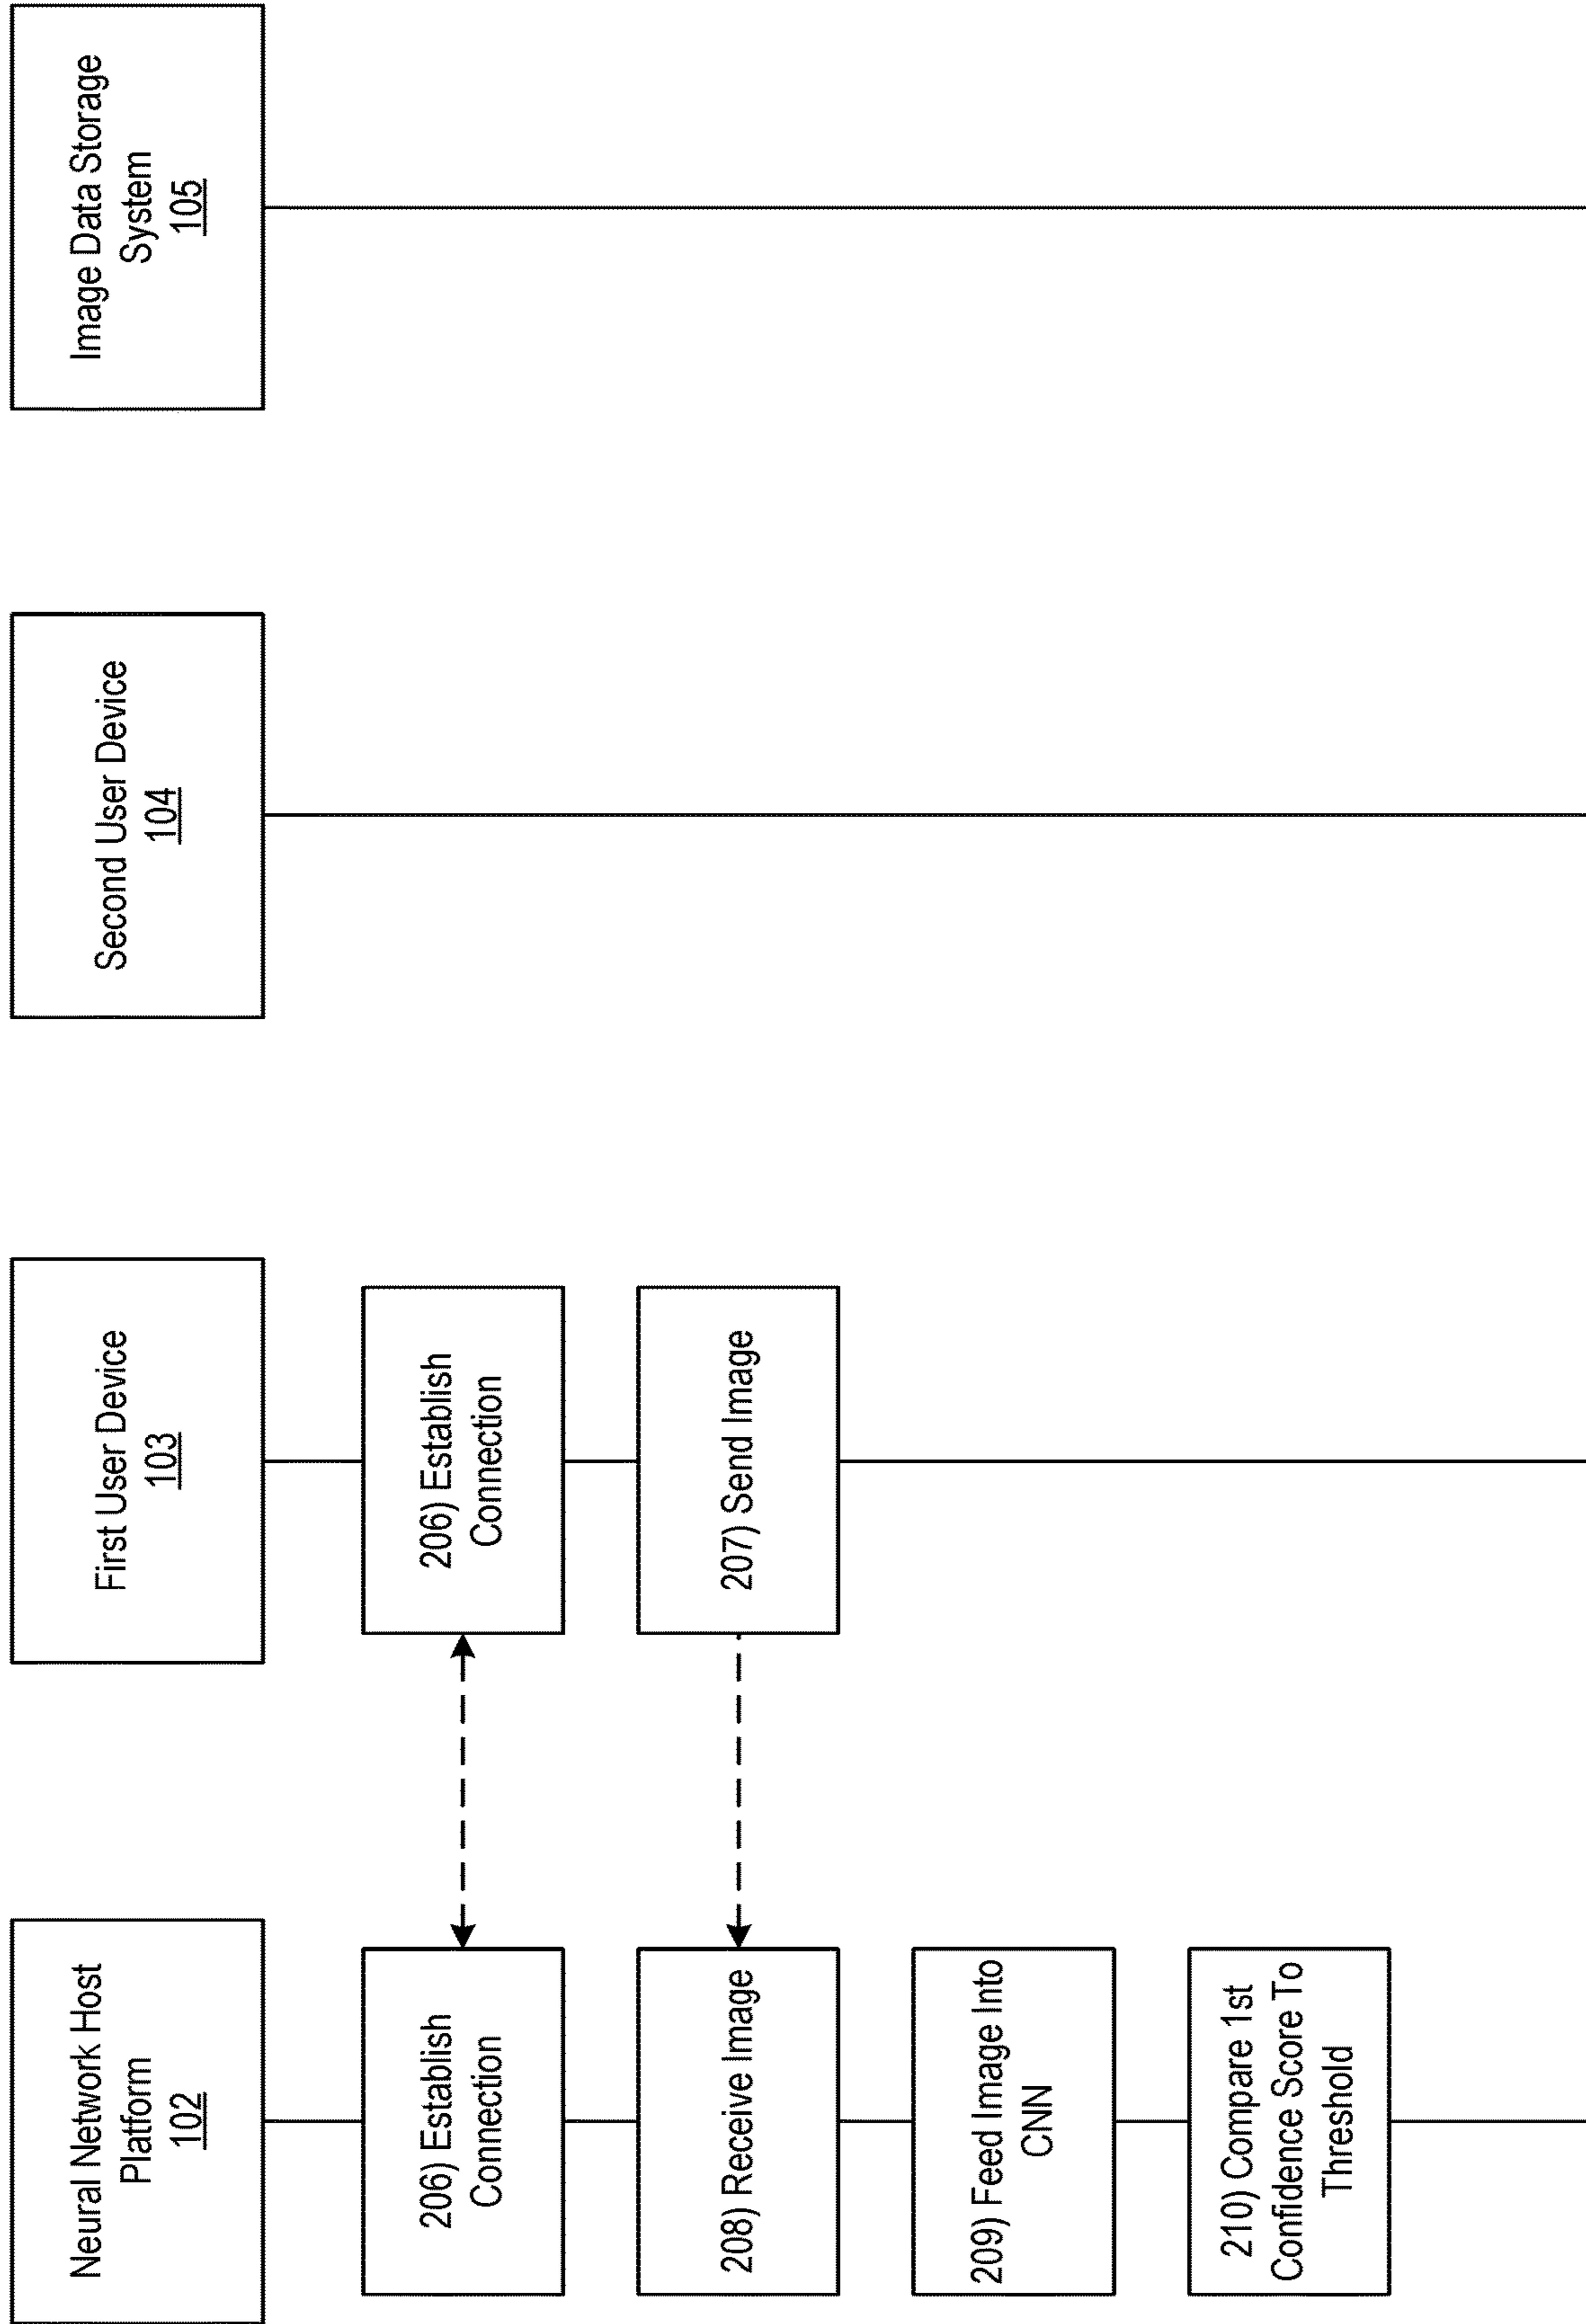 Neural Network Host
Platform
102
First User Device
103
Second User Device
104
Image Data Storage
System
105
206) Establish
Connection
206) Establish
Connection
208) Receive Image
207) Send Image
209) Feed Image Into
CNN
210) Compare 1st
Confidence Score To
Threshold